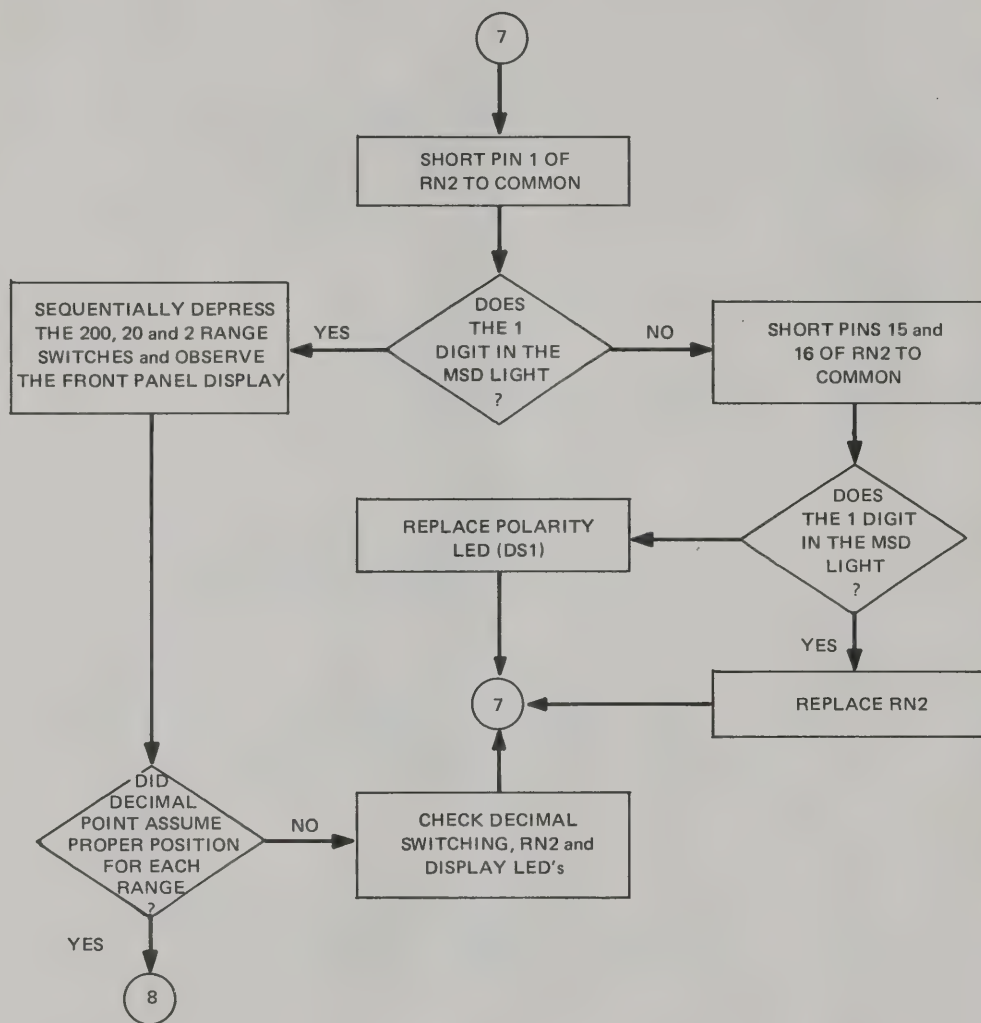 7
SHORT PIN 1 OF
RN2 TO COMMON
DOES
THE 1
DIGIT IN THE
MSD LIGHT
?
YES
NO
SEQUENTIALLY DEPRESS
THE 200, 20 and 2 RANGE
SWITCHES and OBSERVE
THE FRONT PANEL DISPLAY
SHORT PINS 15 and
16 OF RN2 TO
COMMON
DOES
THE 1 DIGIT
IN THE MSD
LIGHT
?
REPLACE POLARITY
LED (DS1)
YES
7
REPLACE RN2
DID
DECIMAL
POINT ASSUME
PROPER POSITION
FOR EACH
RANGE
?
NO
CHECK DECIMAL
SWITCHING, RN2 and
DISPLAY LED's
YES
8